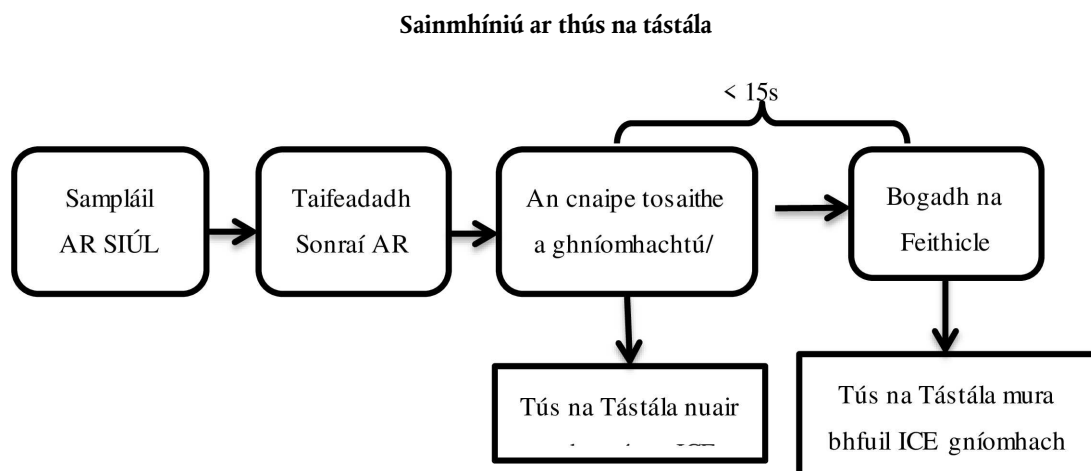 Sainmhíniú ar thús na tástála
< 15s
Sampláil
AR SIÚL
Taifeadadh
Sonraí AR
An cnaipe tosaithe
a ghníomhachtú/
Bogadh na
Feithicle
Tús na Tástála nuair
ICE
Tús na Tástála mura
bhfuil ICE gníomhach